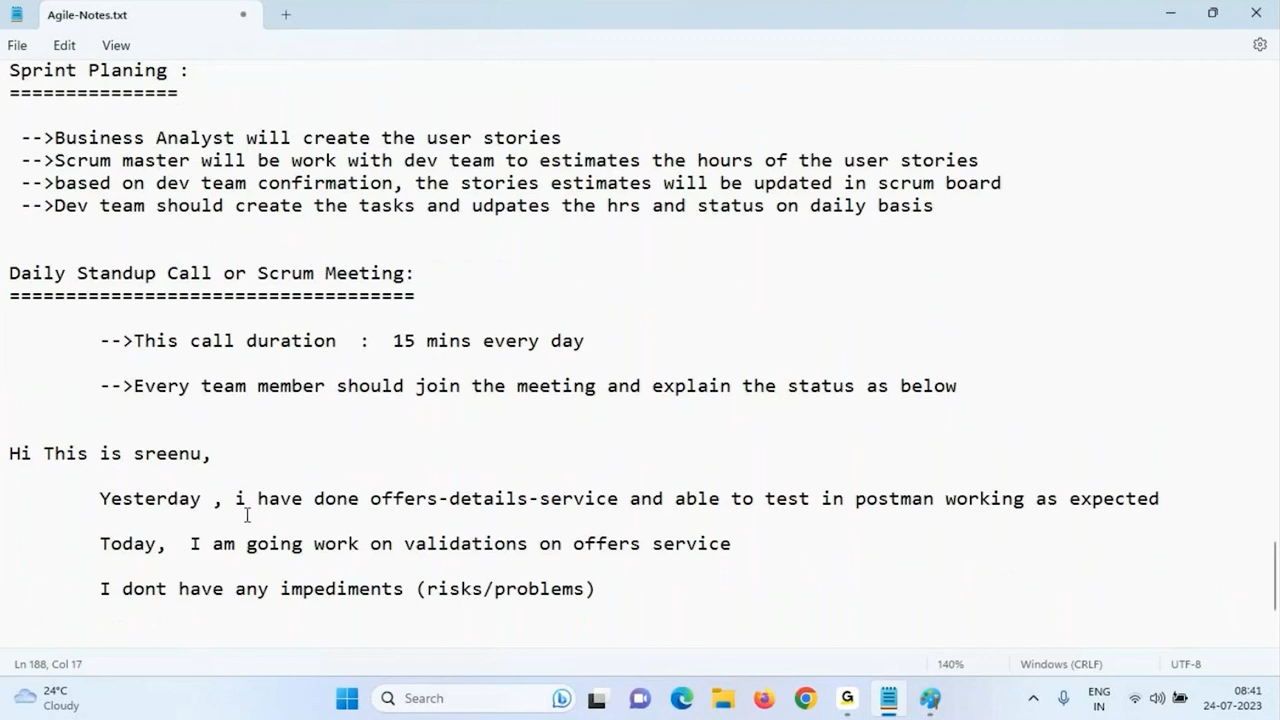 Agile-Notes.txt
File Edit View
Sprint Planing :
===============
-->Business Analyst will create the user stories
-->Scrum master will be work with dev team to estimates the hours of the user stories
-->based on dev team confirmation, the stories estimates will be updated in scrum board
-->Dev team should create the tasks and udpates the hrs and status on daily basis
Daily Standup Call or Scrum Meeting:
====================================
-->This call duration : 15 mins every day
-->Every team member should join the meeting and explain the status as below
Hi This is sreenu,
Yesterday , i have done offers-details-service and able to test in postman working as expected
Today, I am going work on validations on offers service
I dont have any impediments (risks/problems)
Ln 188, Col 17 140% Windows (CRLF) UTF-8
24°C
Cloudy
Search
ENG
IN
08:41
24-07-2023